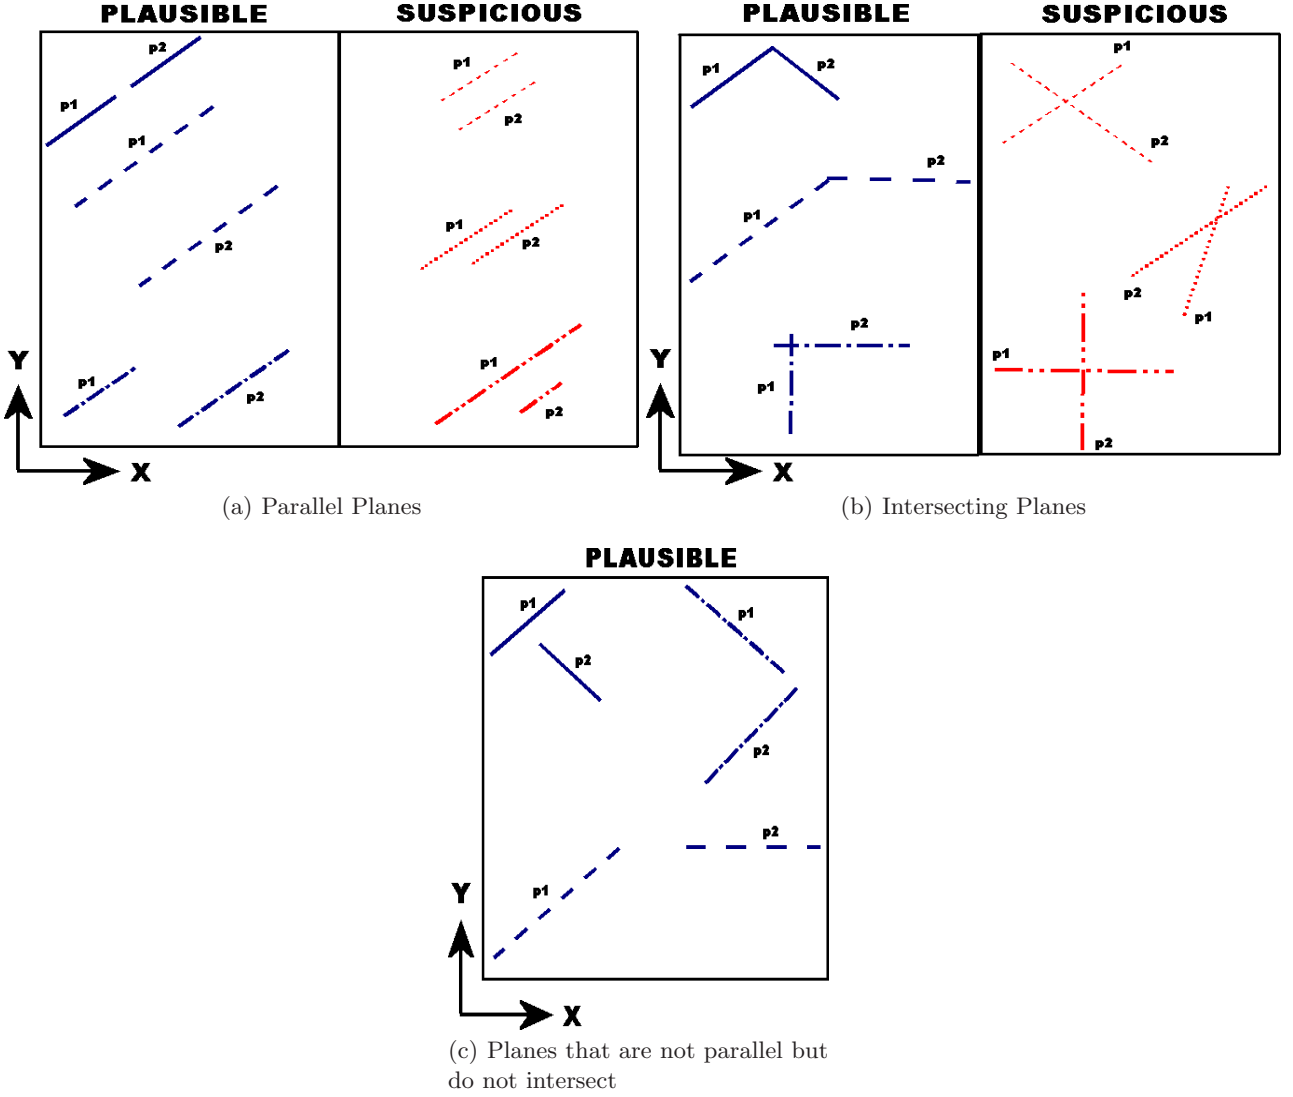 PLAUSIBLE
SUSPICIOUS
p2
p1
p1
p2
p1
p2
p1
p2
p1
p2
p1
p2
p1
p2
Y
X
(a) Parallel Planes
PLAUSIBLE
SUSPICIOUS
p1
p2
p1
p2
p2
p1
p1
p2
p2
p1
p1
p2
Y
X
(b) Intersecting Planes
PLAUSIBLE
p1
p2
p1
p2
p2
p1
Y
X
(c) Planes that are not parallel but
do not intersect